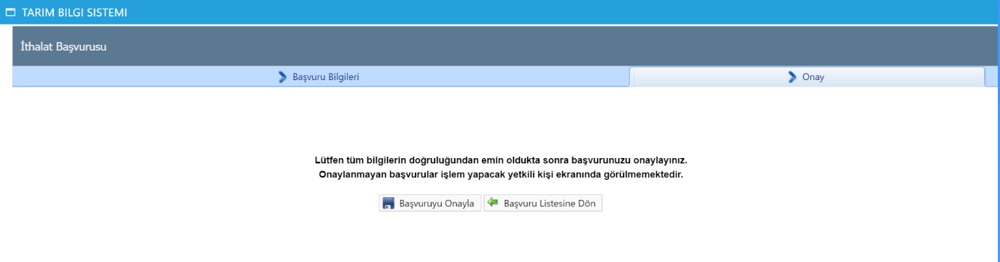 TARIM BILGI SISTEMI
İthalat Başvurusu
Başvuru Bilgileri
Onay
Lütfen tüm bilgilerin doğruluğundan emin oldukta sonra başvurunuzu onaylayınız.
Onaylanmayan başvurular işlem yapacak yetkili kişi ekranında görülmemektedir.
Başvuruyu Onayla
Başvuru Listesine Dön